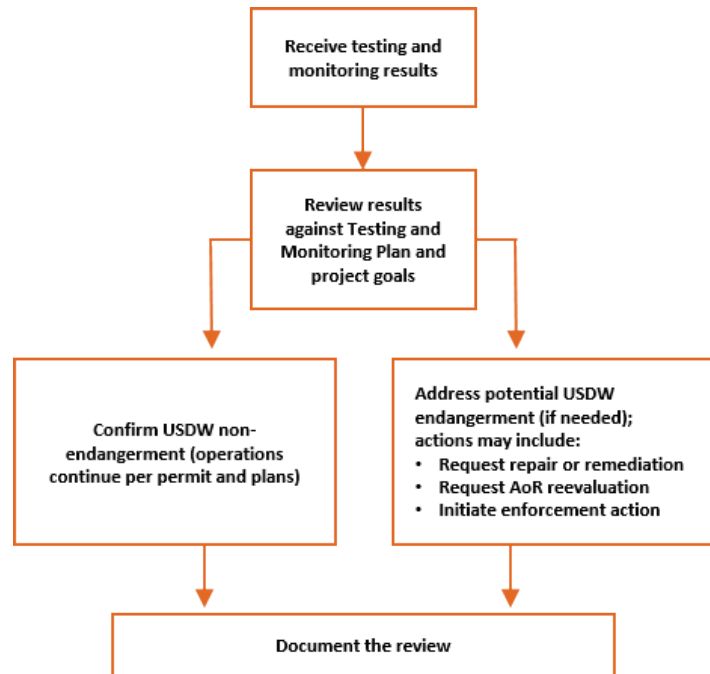 Receive testing and
monitoring results
Review results
against Testing and
Monitoring Plan and
project goals
Confirm USDW non-
endangerment (operations
continue per permit and plans)
Address potential USDW
endangerment (if needed);
actions may include:
• Request repair or remediation
• Request AoR reevaluation
• Initiate enforcement action
Document the review